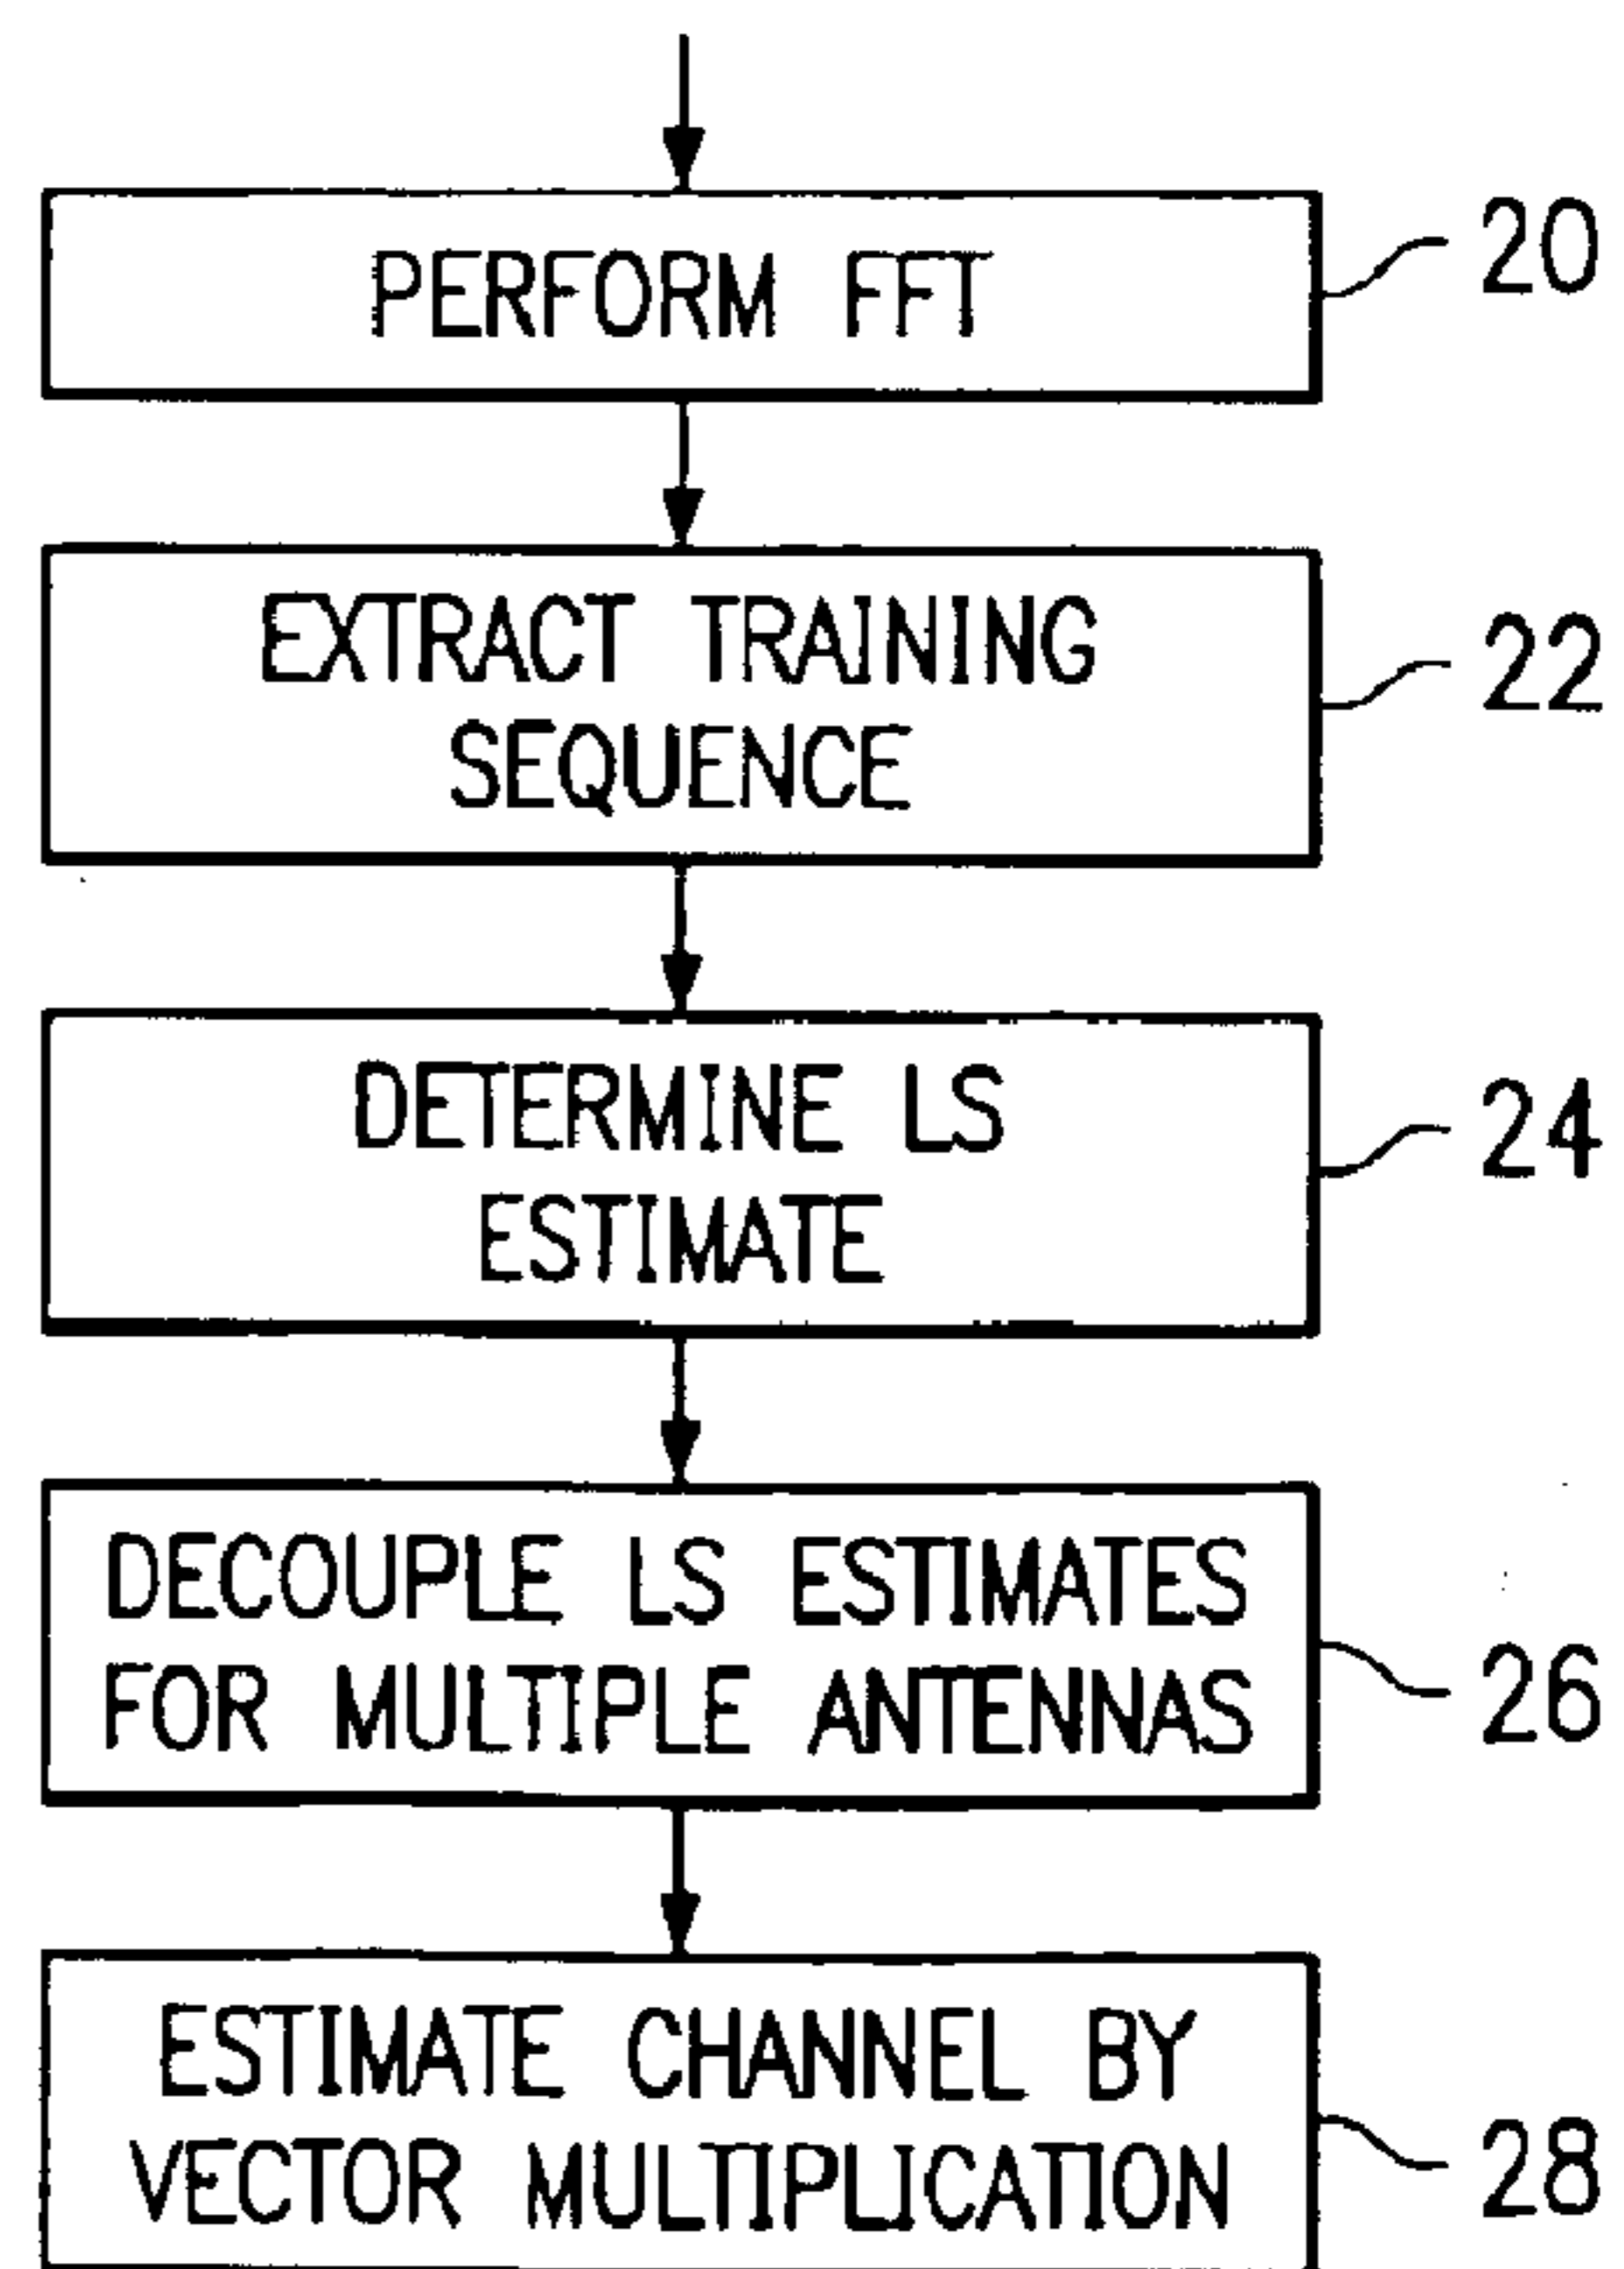 PERFORM FFT
20
EXTRACT TRAINING
SEQUENCE
22
DETERMINE LS
ESTIMATE
24
DECOUPLE LS ESTIMATES
FOR MULTIPLE ANTENNAS
26
ESTIMATE CHANNEL BY
VECTOR MULTIPLICATION
28